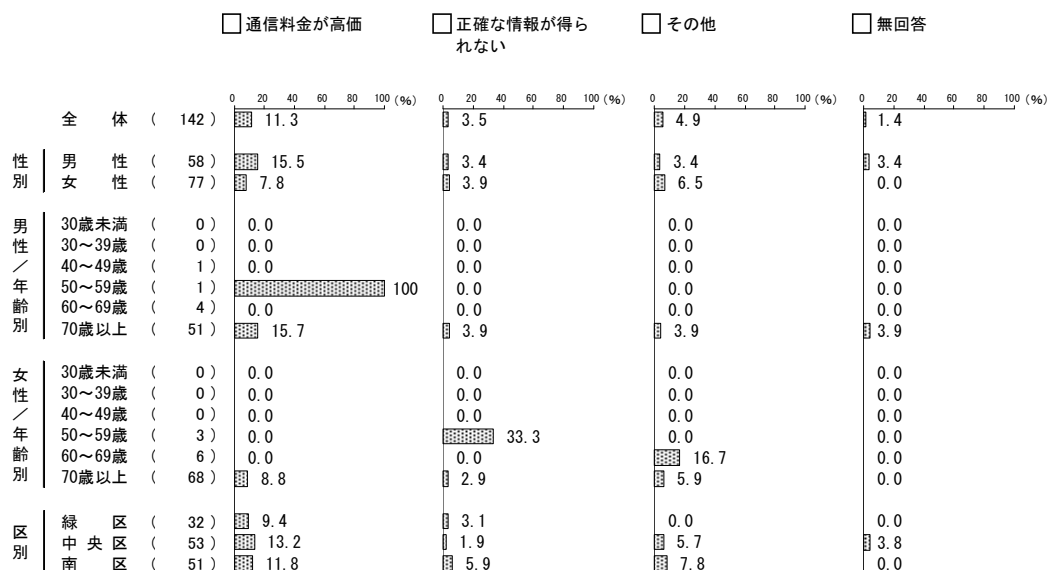 通信料金が高価 正確な情報が得ら その他 無回答
れない
0 20 40 60 80 100 (%) 0 20 40 60 80 100 (%) 0 20 40 60 80 100 (%) 0 20 40 60 80 100 (%)
全 体 ( 142 ) 11.3 3.5 4.9 1.4
性別
男 性 ( 58 ) 15.5 3.4 3.4 3.4
女 性 ( 77 ) 7.8 3.9 6.5 0.0
男性/年齢別
30歳未満 ( 0 ) 0.0 0.0 0.0 0.0
30～39歳 ( 0 ) 0.0 0.0 0.0 0.0
40～49歳 ( 1 ) 0.0 0.0 0.0 0.0
50～59歳 ( 1 ) 100 0.0 0.0 0.0
60～69歳 ( 4 ) 0.0 0.0 0.0 0.0
70歳以上 ( 51 ) 15.7 3.9 3.9 3.9
女性/年齢別
30歳未満 ( 0 ) 0.0 0.0 0.0 0.0
30～39歳 ( 0 ) 0.0 0.0 0.0 0.0
40～49歳 ( 0 ) 0.0 0.0 0.0 0.0
50～59歳 ( 3 ) 0.0 33.3 0.0 0.0
60～69歳 ( 6 ) 0.0 0.0 16.7 0.0
70歳以上 ( 68 ) 8.8 2.9 5.9 0.0
区別
緑 区 ( 32 ) 9.4 3.1 0.0 0.0
中 央 区 ( 53 ) 13.2 1.9 5.7 3.8
南 区 ( 51 ) 11.8 5.9 7.8 0.0